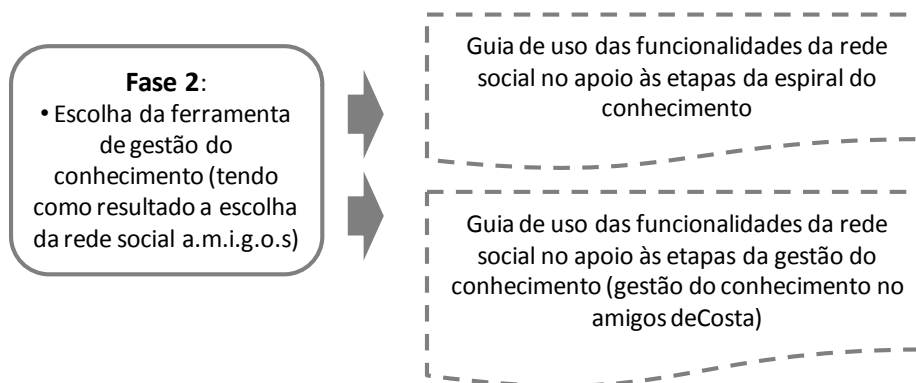 Fase 2:
• Escolha da ferramenta
de gestão do
conhecimento (tendo
como resultado a escolha
da rede social a.m.i.g.o.s)
Guia de uso das funcionalidades da rede
social no apoio às etapas da espiral do
conhecimento
Guia de uso das funcionalidades da rede
social no apoio às etapas da gestão do
conhecimento (gestão do conhecimento no
amigos deCosta)